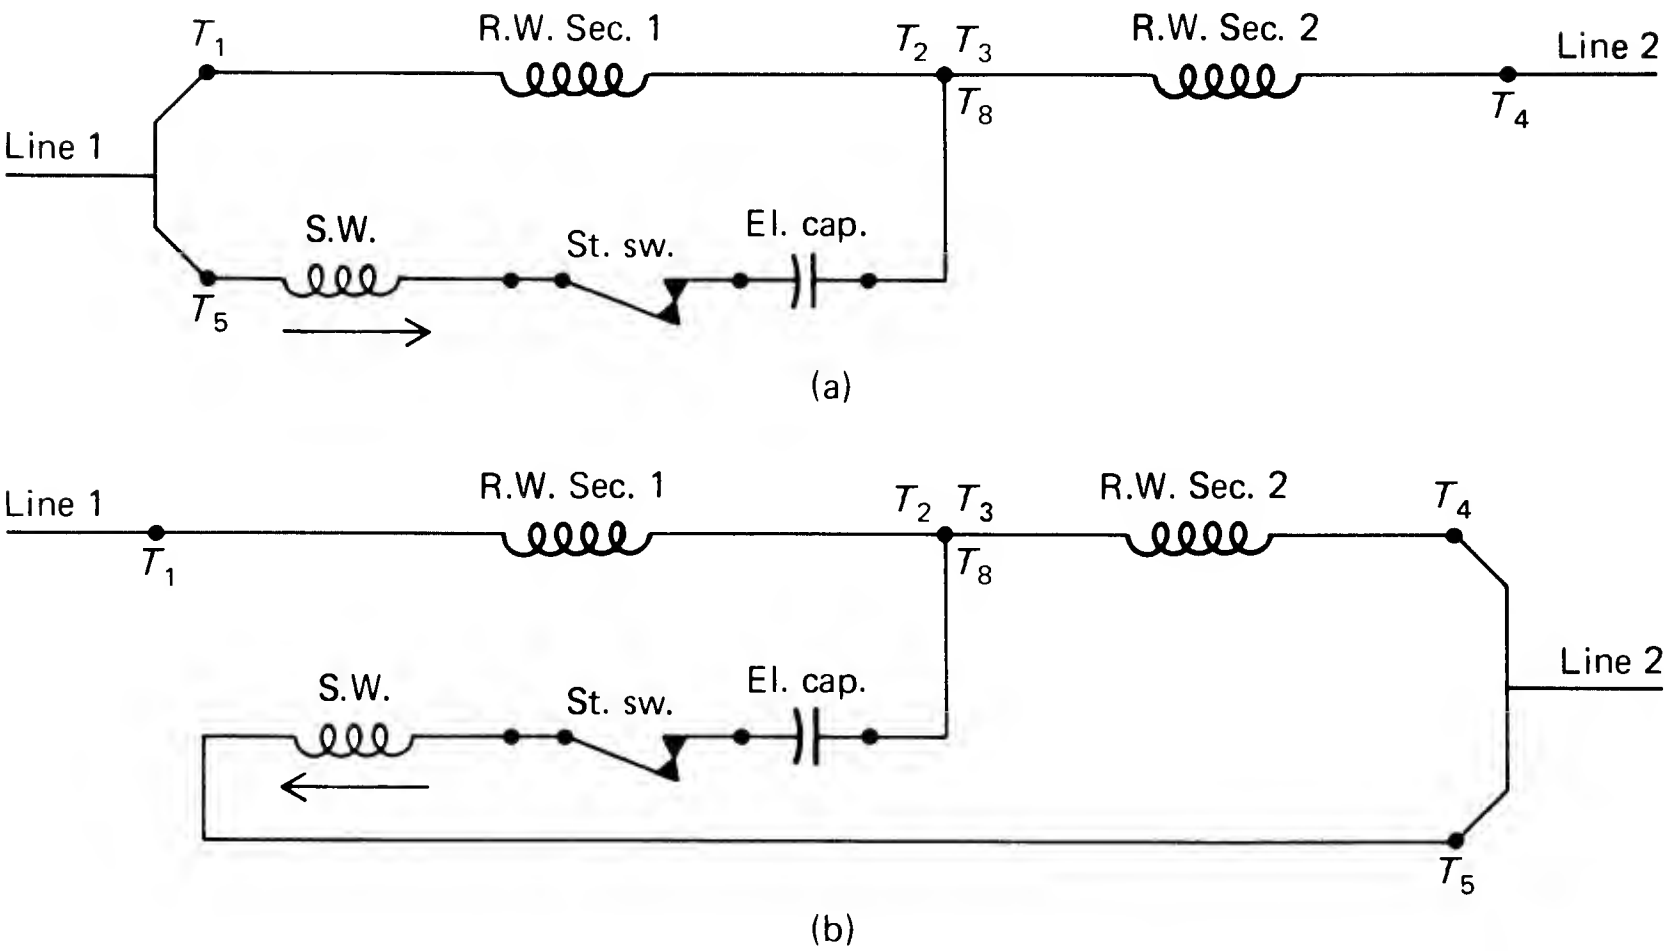 T1 R.W. Sec. 1 T2 T3 R.W. Sec. 2 Line 2
T8 T4
Line 1
S.W. St. sw. El. cap.
T5
(a)
Line 1 R.W. Sec. 1 T2 T3 R.W. Sec. 2 T4
T1 T8
Line 2
S.W. St. sw. El. cap.
T5
(b)